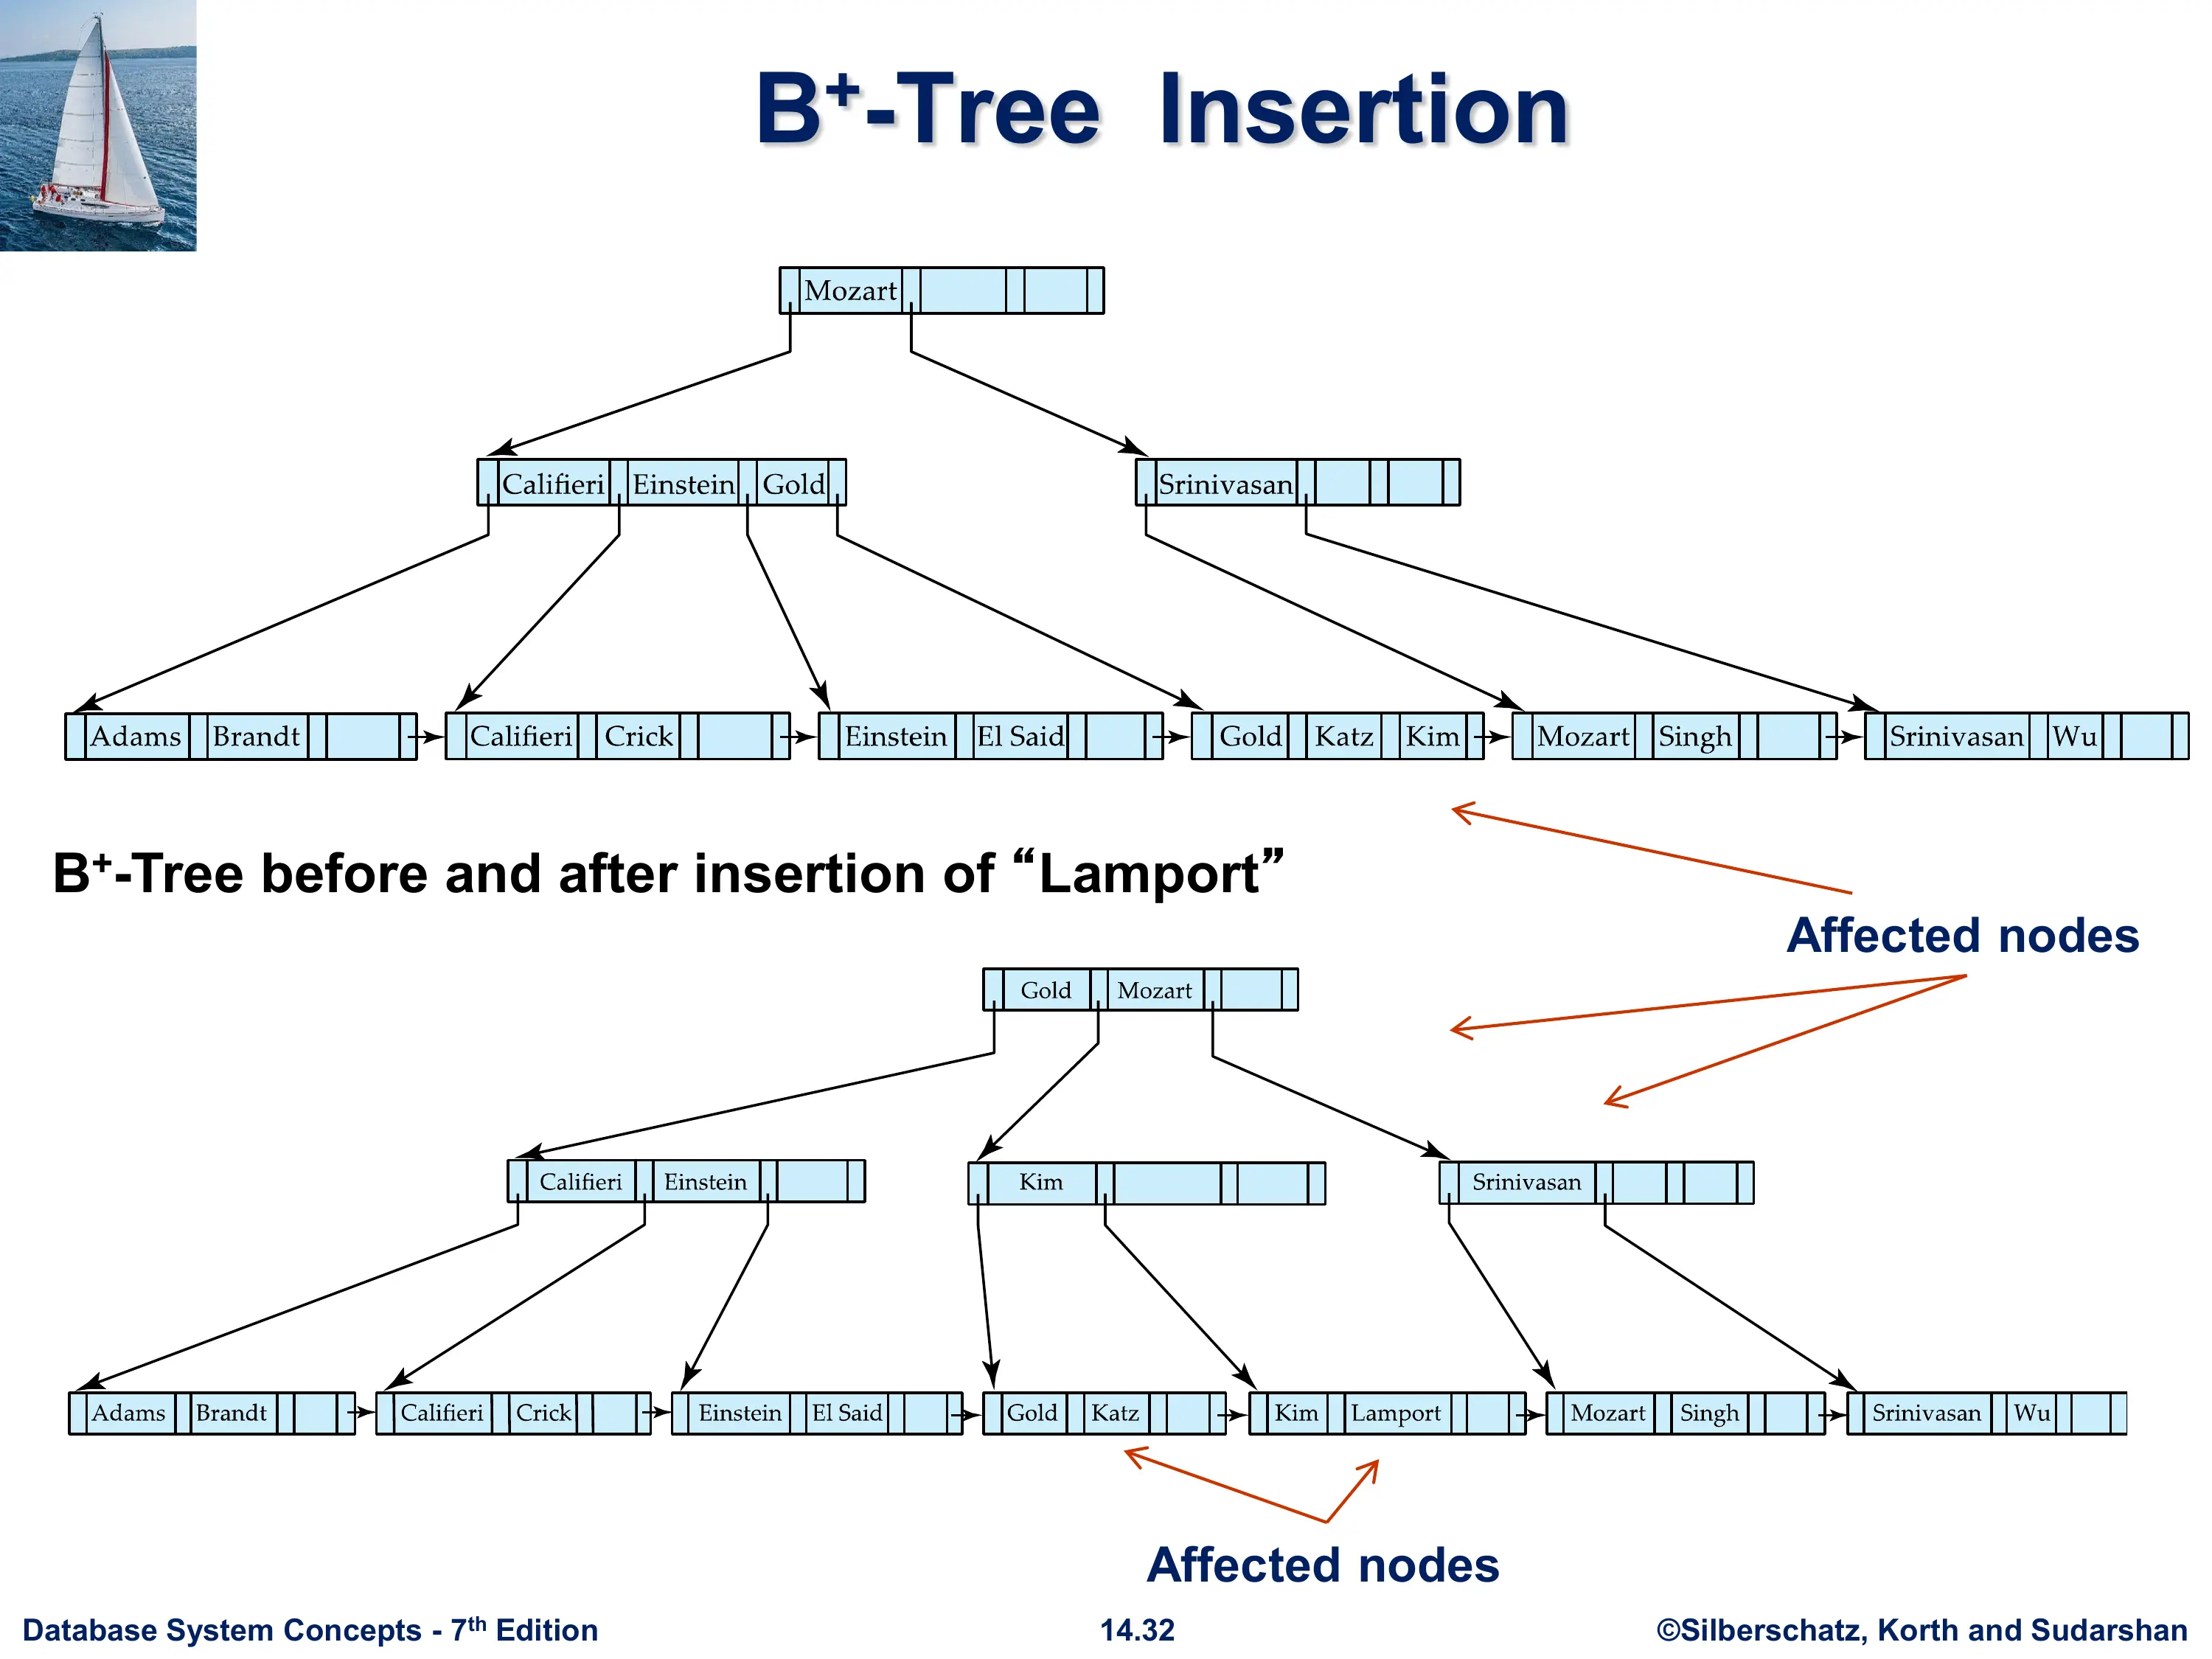 B+-Tree Insertion
Mozart
Califieri Einstein Gold
Srinivasan
Adams Brandt
Califieri Crick
Einstein El Said
Gold Katz Kim
Mozart Singh
Srinivasan Wu
B+-Tree before and after insertion of “Lamport”
Affected nodes
Gold Mozart
Califieri Einstein
Kim
Srinivasan
Adams Brandt
Califieri Crick
Einstein El Said
Gold Katz
Kim Lamport
Mozart Singh
Srinivasan Wu
Affected nodes
Database System Concepts - 7th Edition
14.32
©Silberschatz, Korth and Sudarshan